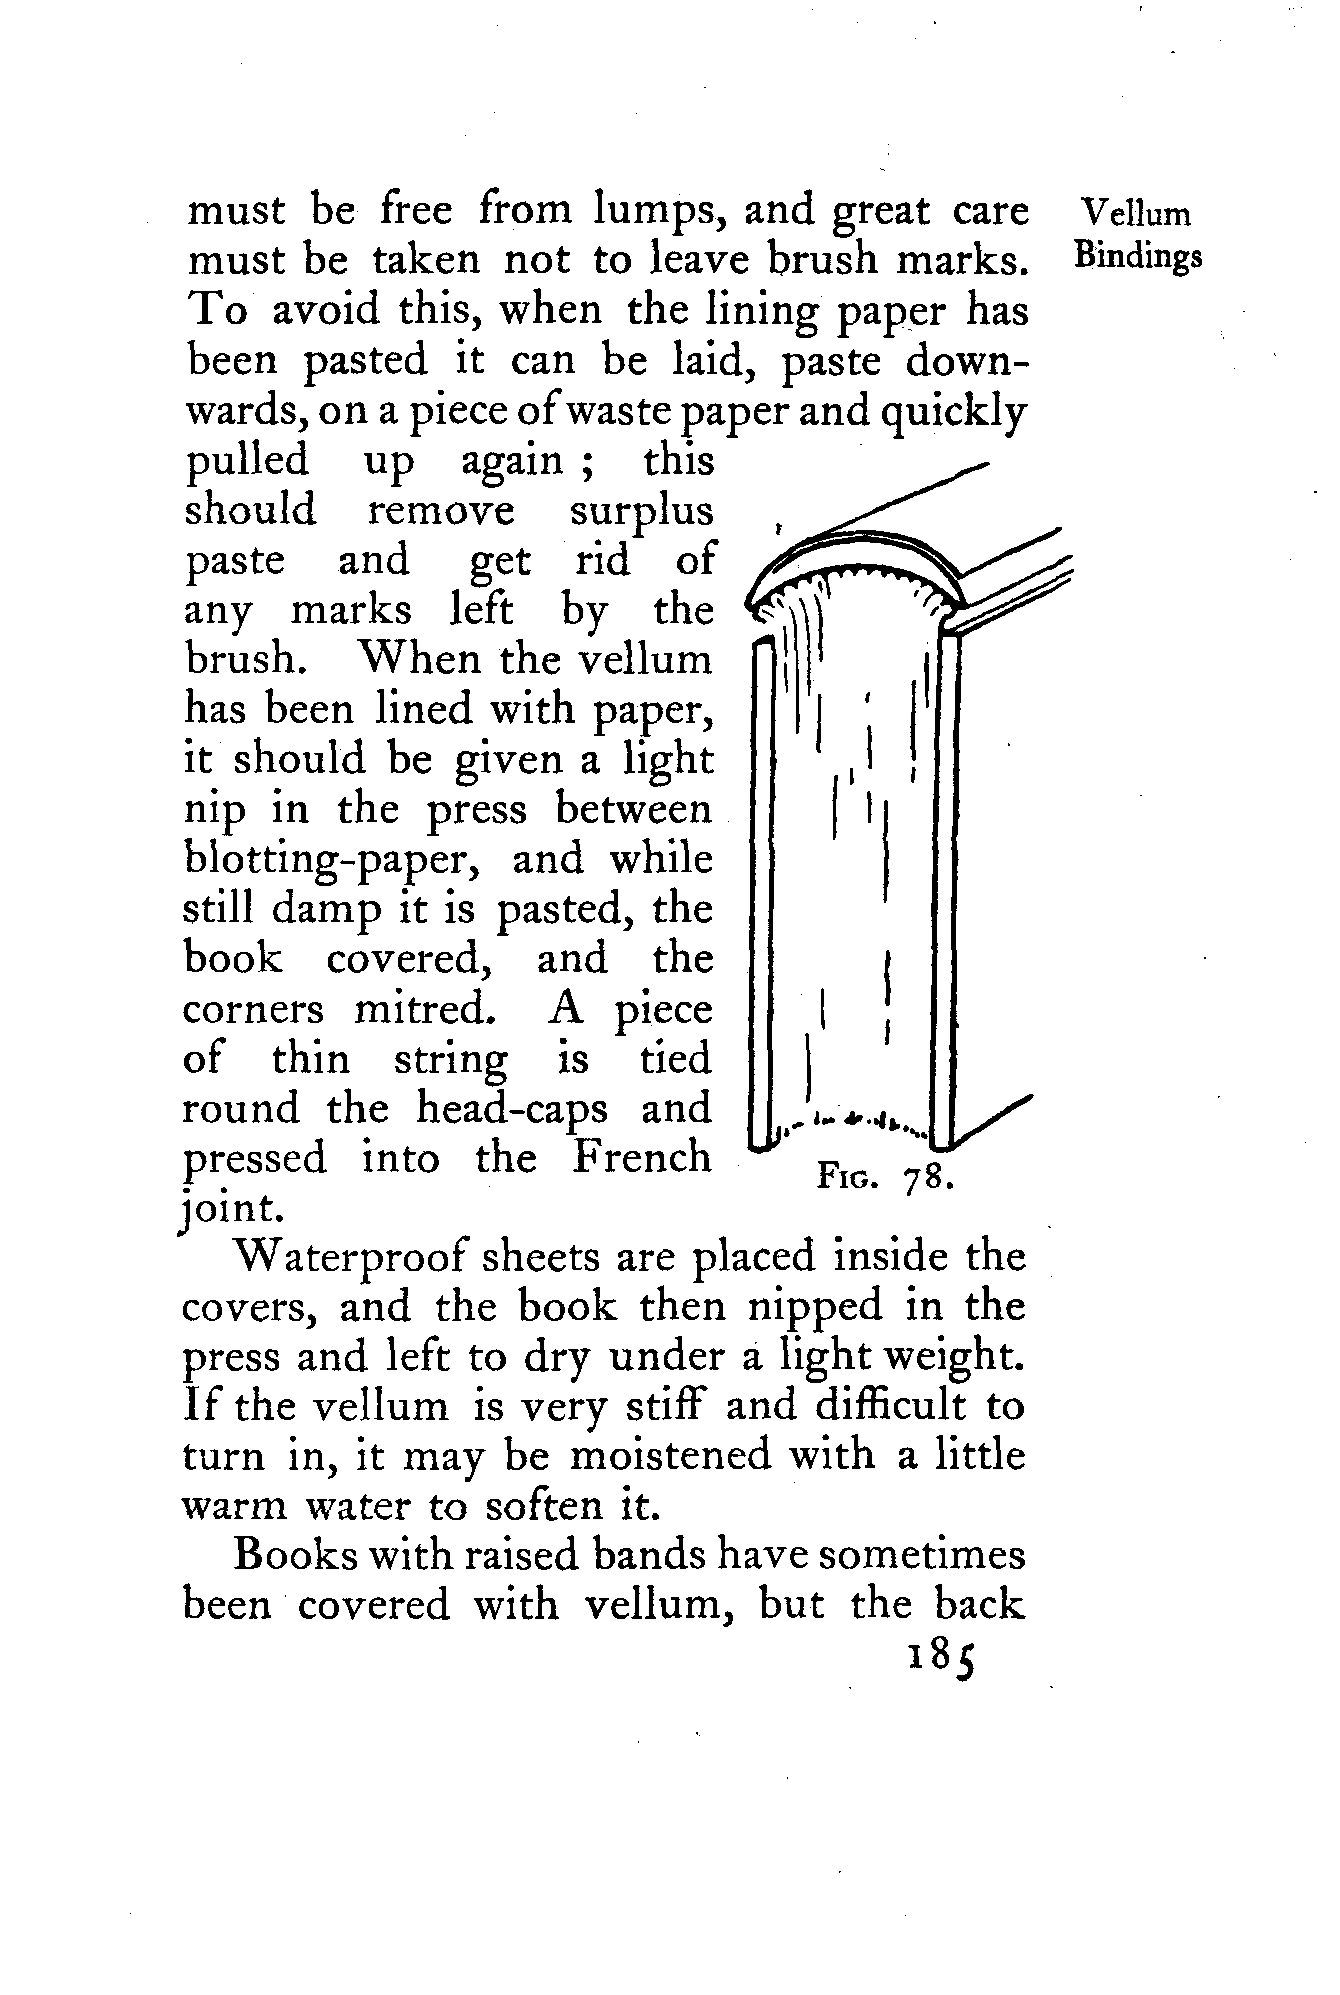 must be free from lumps, and great care
must be taken not to leave brush marks.
To avoid this, when the lining paper has
been pasted it can be laid, paste down-
wards, on a piece of waste paper and quickly
pulled up again ; this
should remove surplus
paste and get rid of
any marks left by the
brush. When the vellum
has been lined with paper,
it should be given a light
nip in the press between
blotting-paper, and while
still damp it is pasted, the
book covered, and the
corners mitred. A piece
of thin string is tied
round the head-caps and
pressed into the French
joint.
Waterproof sheets are placed inside the
covers, and the book then nipped in the
press and left to dry under a light weight.
If the vellum is very stiff and difficult to
turn in, it may be moistened with a little
warm water to soften it.
Books with raised bands have sometimes
been covered with vellum, but the back
185
Vellum
Bindings
FIG. 78.